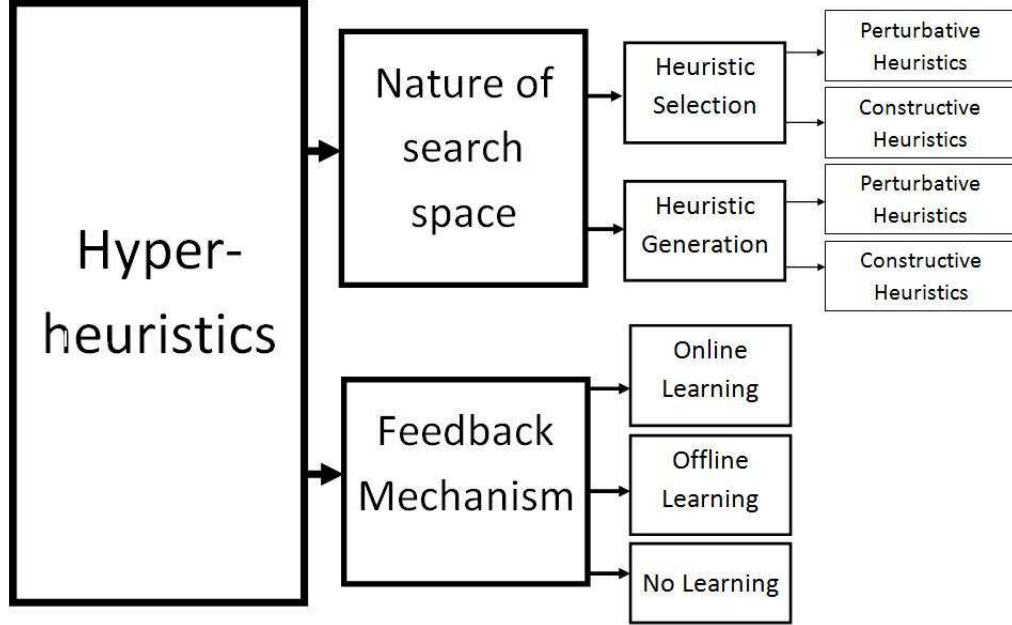 Hyper-
heuristics
Nature of
search
space
Heuristic
Selection
Perturbative
Heuristics
Constructive
Heuristics
Heuristic
Generation
Perturbative
Heuristics
Constructive
Heuristics
Feedback
Mechanism
Online
Learning
Offline
Learning
No Learning